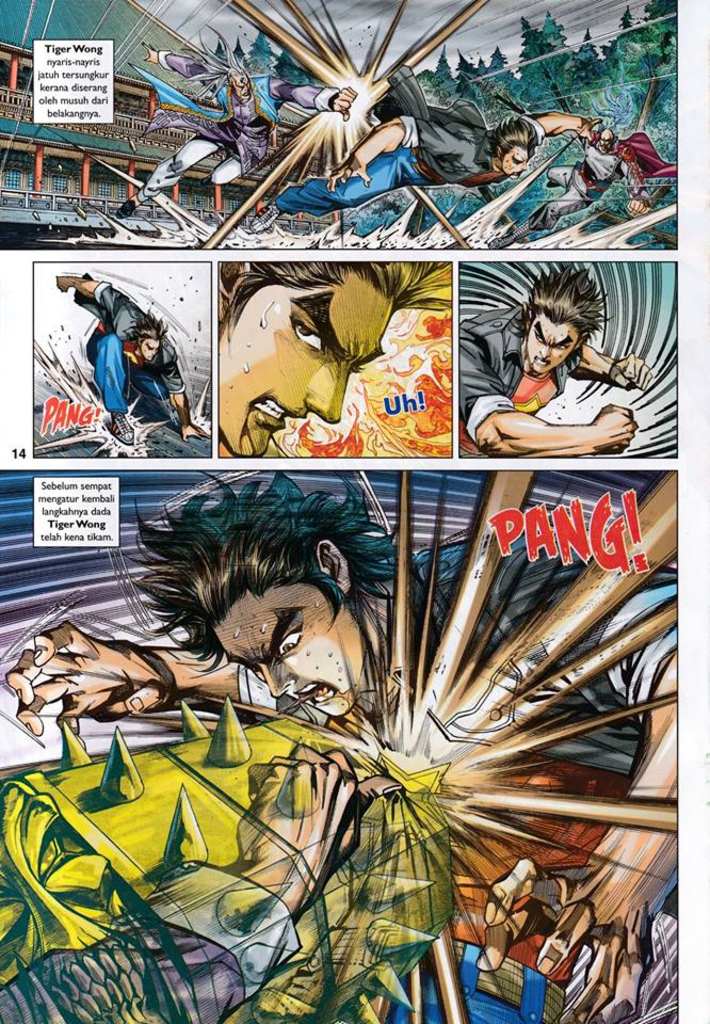 Tiger Wong
nyaris-nayris
jatuh tersungkur
kerana diserang
oleh musuh dari
belakangnya.
PANG!
Uh!
14
Sebelum sempat
mengatur kembali
langkahnya dada
Tiger Wong
telah kena tikam.
PANG!